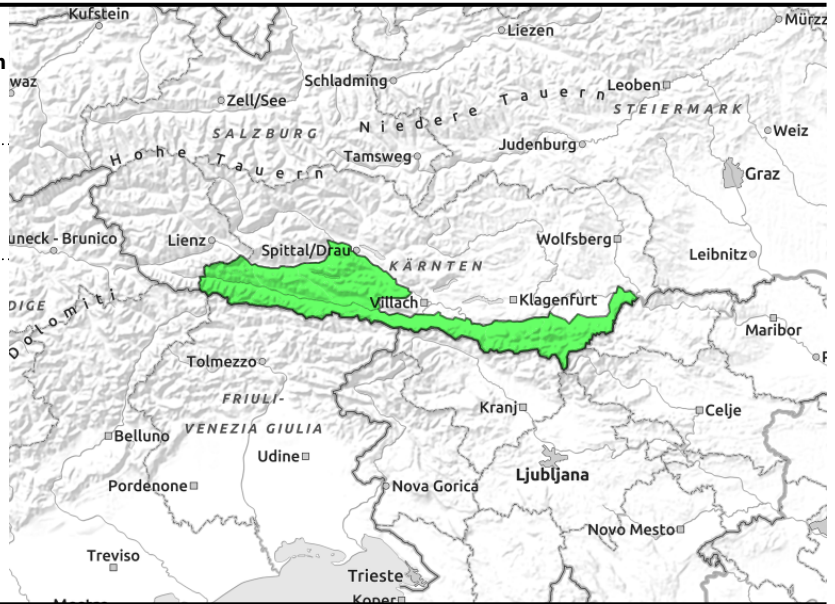 Kufstein
Mürzz
Liezen
n
waz
Schladming
Leoben
Zell/See
Niedere Tauern
STEIERMARK
SALZBURG
Weiz
Judenburg
Hohe Tauern
Tamsweg
Graz
uneck - Brunico
Lienz
Wolfsberg
Spittal/Drau
Leibnitz
KÄRNTEN
DIGE
Dolomiti
Villach
Klagenfurt
Maribor
Tolmezzo
P
FRIULI-
VENEZIA GIULIA
Kranj
Celje
Belluno
Udine
Ljubljana
Pordenone
Nova Gorica
Novo Mesto
Treviso
Trieste
Koper